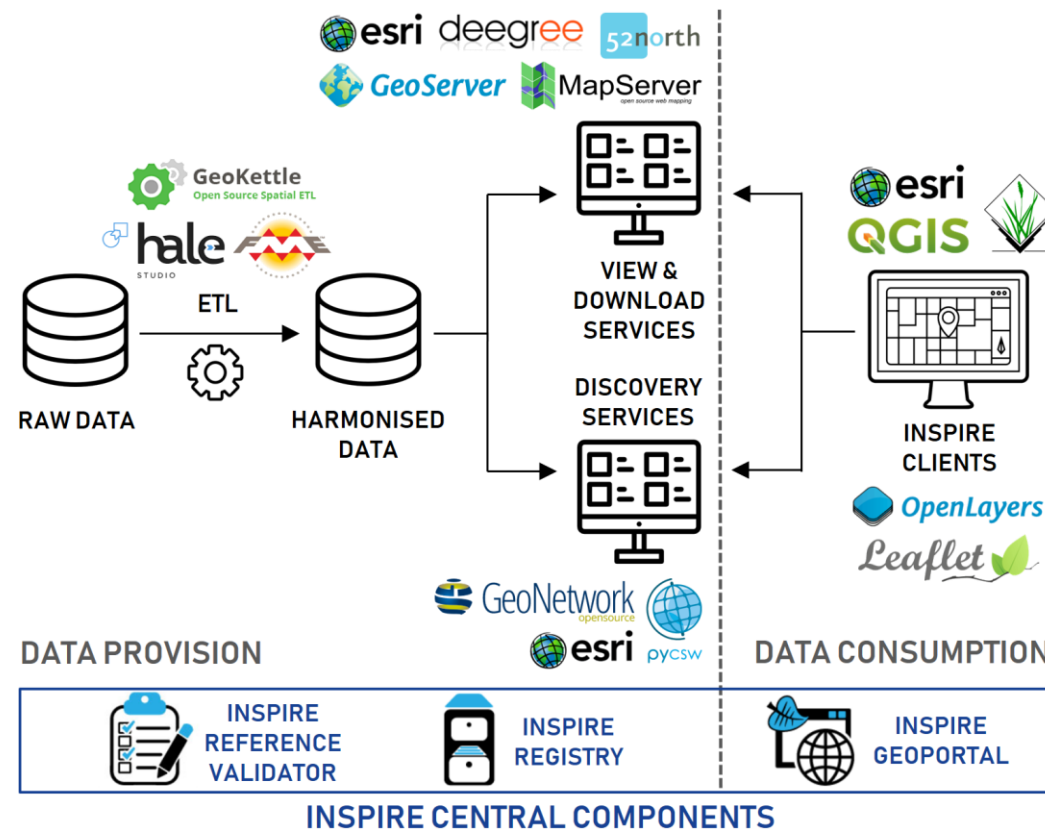 esri deegree 52north
GeoServer MapServer
open source web mapping
GeoKettle
Open Source Spatial ETL
hale
STUDIO
FME
ETL
RAW DATA
HARMONISED
DATA
VIEW &
DOWNLOAD
SERVICES
DISCOVERY
SERVICES
GeoNetwork
opensource
esri pycsw
esri
QGIS
INSPIRE
CLIENTS
OpenLayers
Leaflet
DATA PROVISION
DATA CONSUMPTION
INSPIRE
REFERENCE
VALIDATOR
INSPIRE
REGISTRY
INSPIRE
GEOPORTAL
INSPIRE CENTRAL COMPONENTS